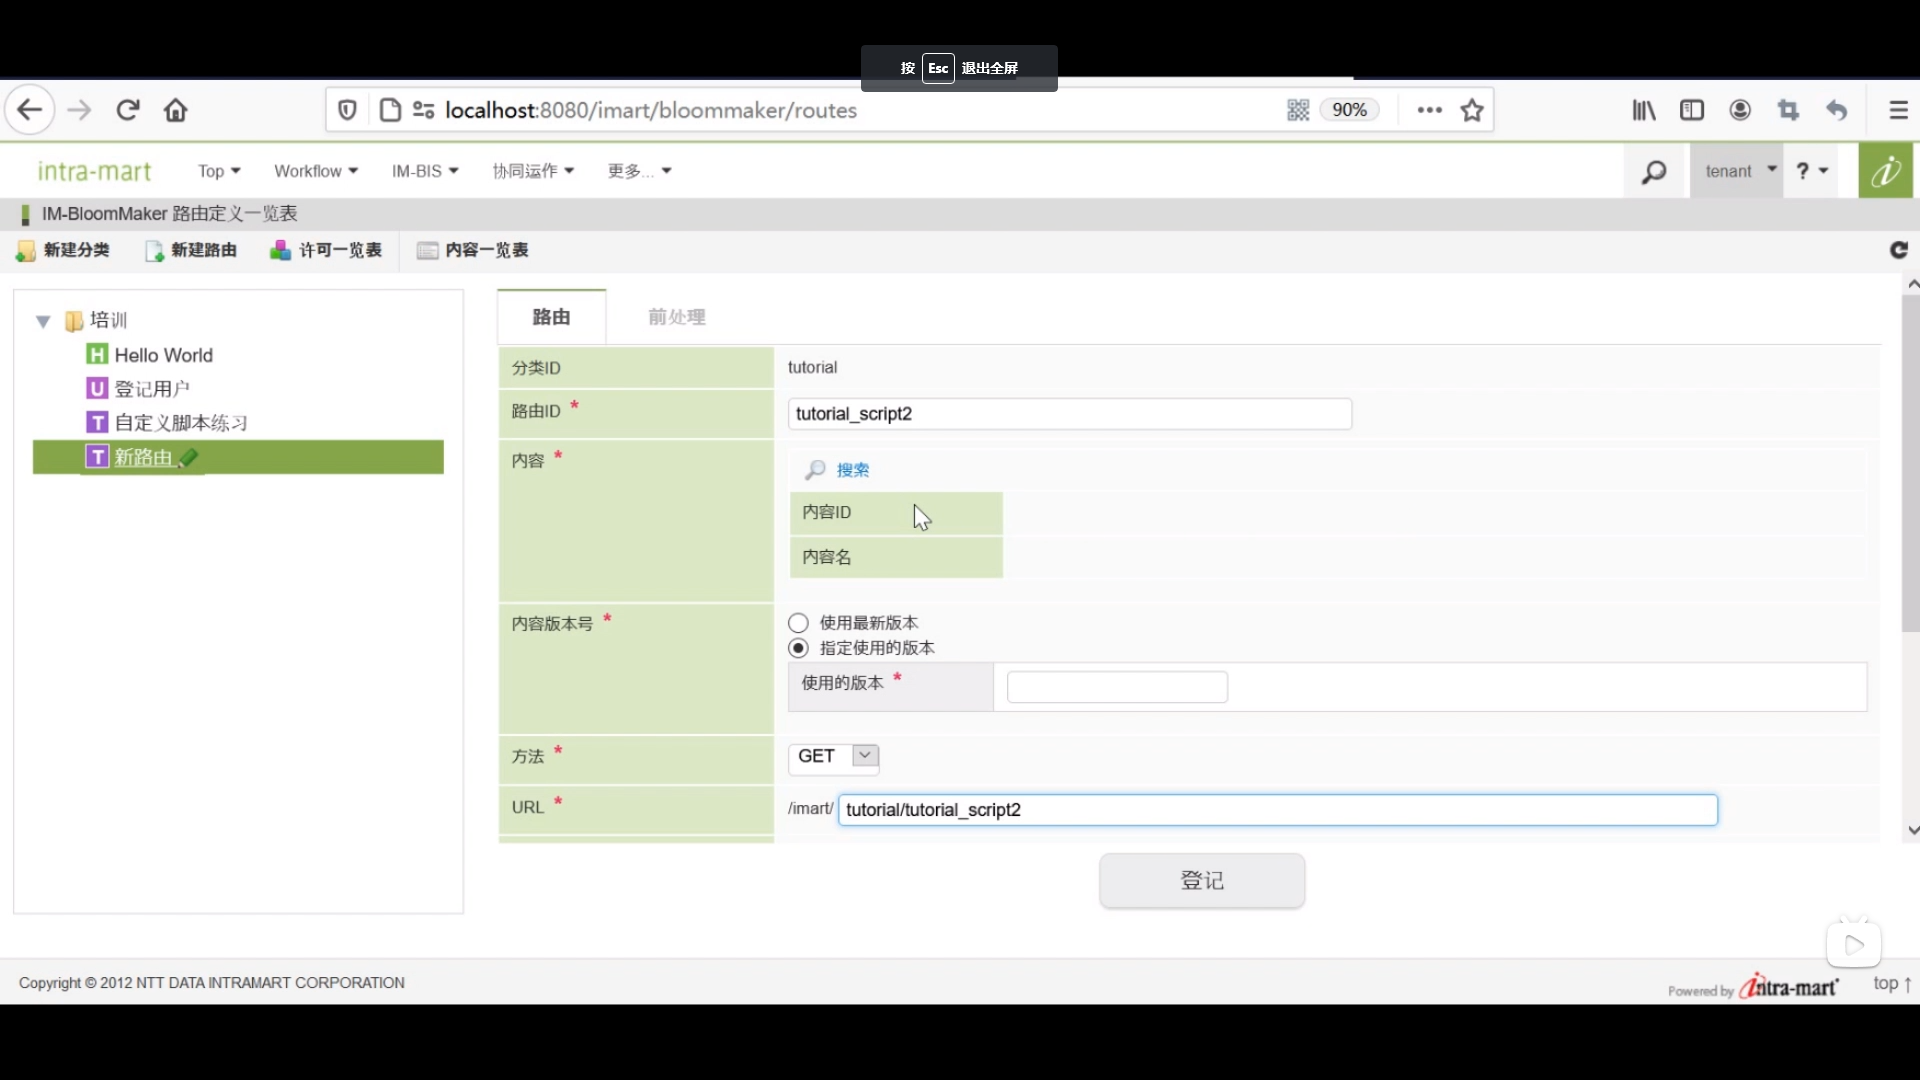 按 Esc 退出全屏
localhost:8080/imart/bloommaker/routes
90%
intra-mart Top Workflow IM-BIS 协同运作 更多... tenant ?
IM-BloomMaker 路由定义一览表
新建分类 新建路由 许可一览表 内容一览表
培训
H Hello World
U 登记用户
T 自定义脚本练习
T 新路由
路由 前处理
分类ID tutorial
路由ID * tutorial_script2
内容 * 搜索
内容ID
内容名
内容版本号 * 使用最新版本
指定使用的版本
使用的版本 *
方法 * GET
URL * /imart/ tutorial/tutorial_script2
登记
Copyright © 2012 NTT DATA INTRAMART CORPORATION
Powered by intra-mart top ↑